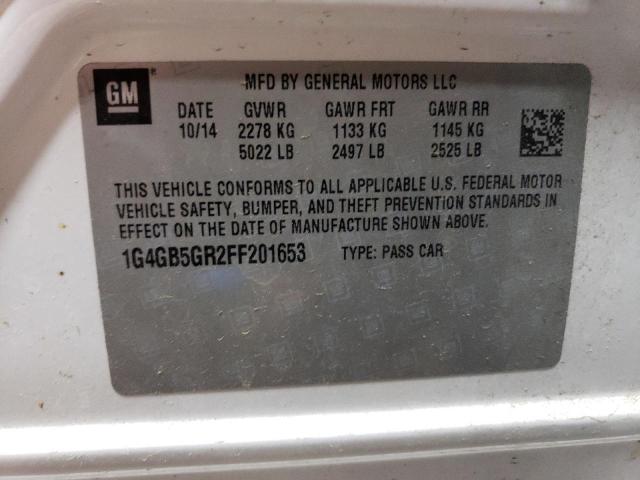 GM
MFD BY GENERAL MOTORS LLC
DATE GVWR GAWR FRT GAWR RR
10/14 2278 KG 1133 KG 1145 KG
5022 LB 2497 LB 2525 LB
THIS VEHICLE CONFORMS TO ALL APPLICABLE U.S. FEDERAL MOTOR
VEHICLE SAFETY, BUMPER, AND THEFT PREVENTION STANDARDS IN
EFFECT ON THE DATE OF MANUFACTURE SHOWN ABOVE.
1G4GB5GR2FF201653 TYPE: PASS CAR